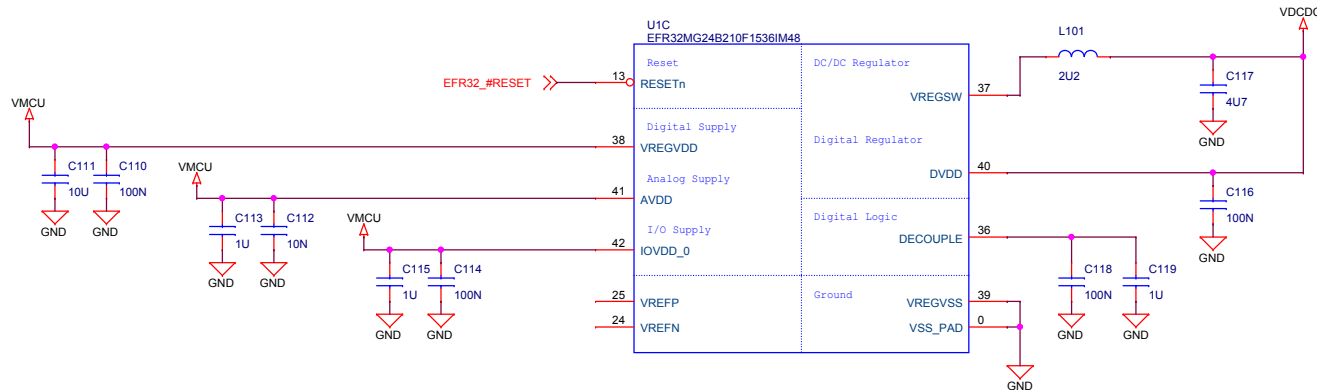 U1C
EFR32MG24B210F1536IM48
VDCDC
L101
2U2
Reset
DC/DC Regulator
EFR32_#RESET
13
RESETn
37
VREGSW
C117
4U7
GND
VMCU
Digital Supply
Digital Regulator
38
VREGVDD
C111
10U
C110
100N
GND
GND
VMCU
Analog Supply
40
DVDD
41
AVDD
C116
100N
GND
C113
1U
C112
10N
GND
GND
VMCU
I/O Supply
Digital Logic
42
IOVDD_0
36
DECOUPLE
C115
1U
C114
100N
GND
GND
C118
100N
C119
1U
GND
GND
Ground
25
VREFP
39
VREGVSS
24
VREFN
0
VSS_PAD
GND